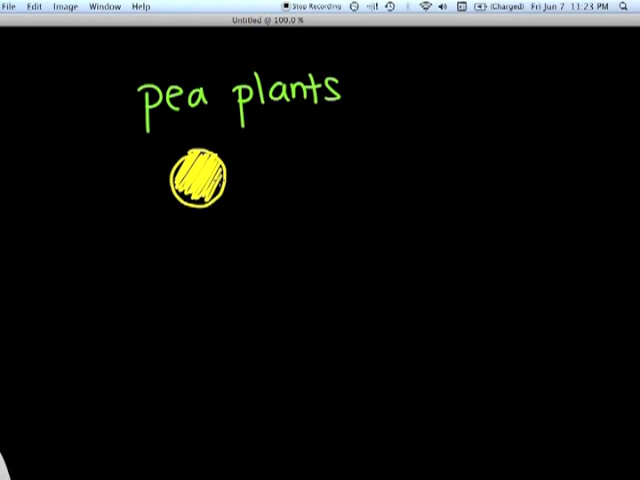 File Edit Image Window Help Stop Recording (Charged) Fri Jun 7 11:23 PM
Untitled @ 100.0 %
pea plants